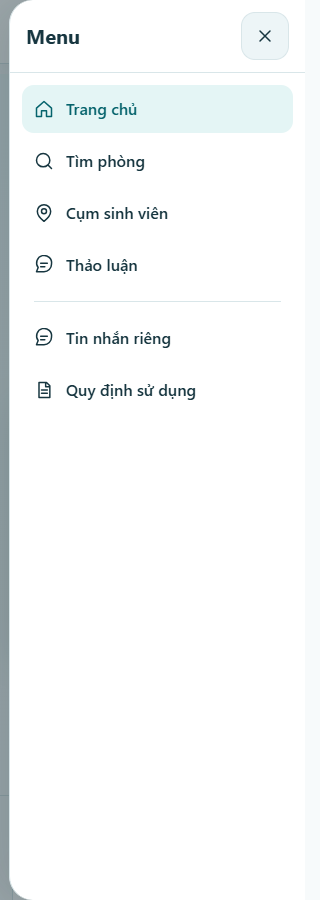 Menu
Trang chủ
Tìm phòng
Cụm sinh viên
Thảo luận
Tin nhắn riêng
Quy định sử dụng